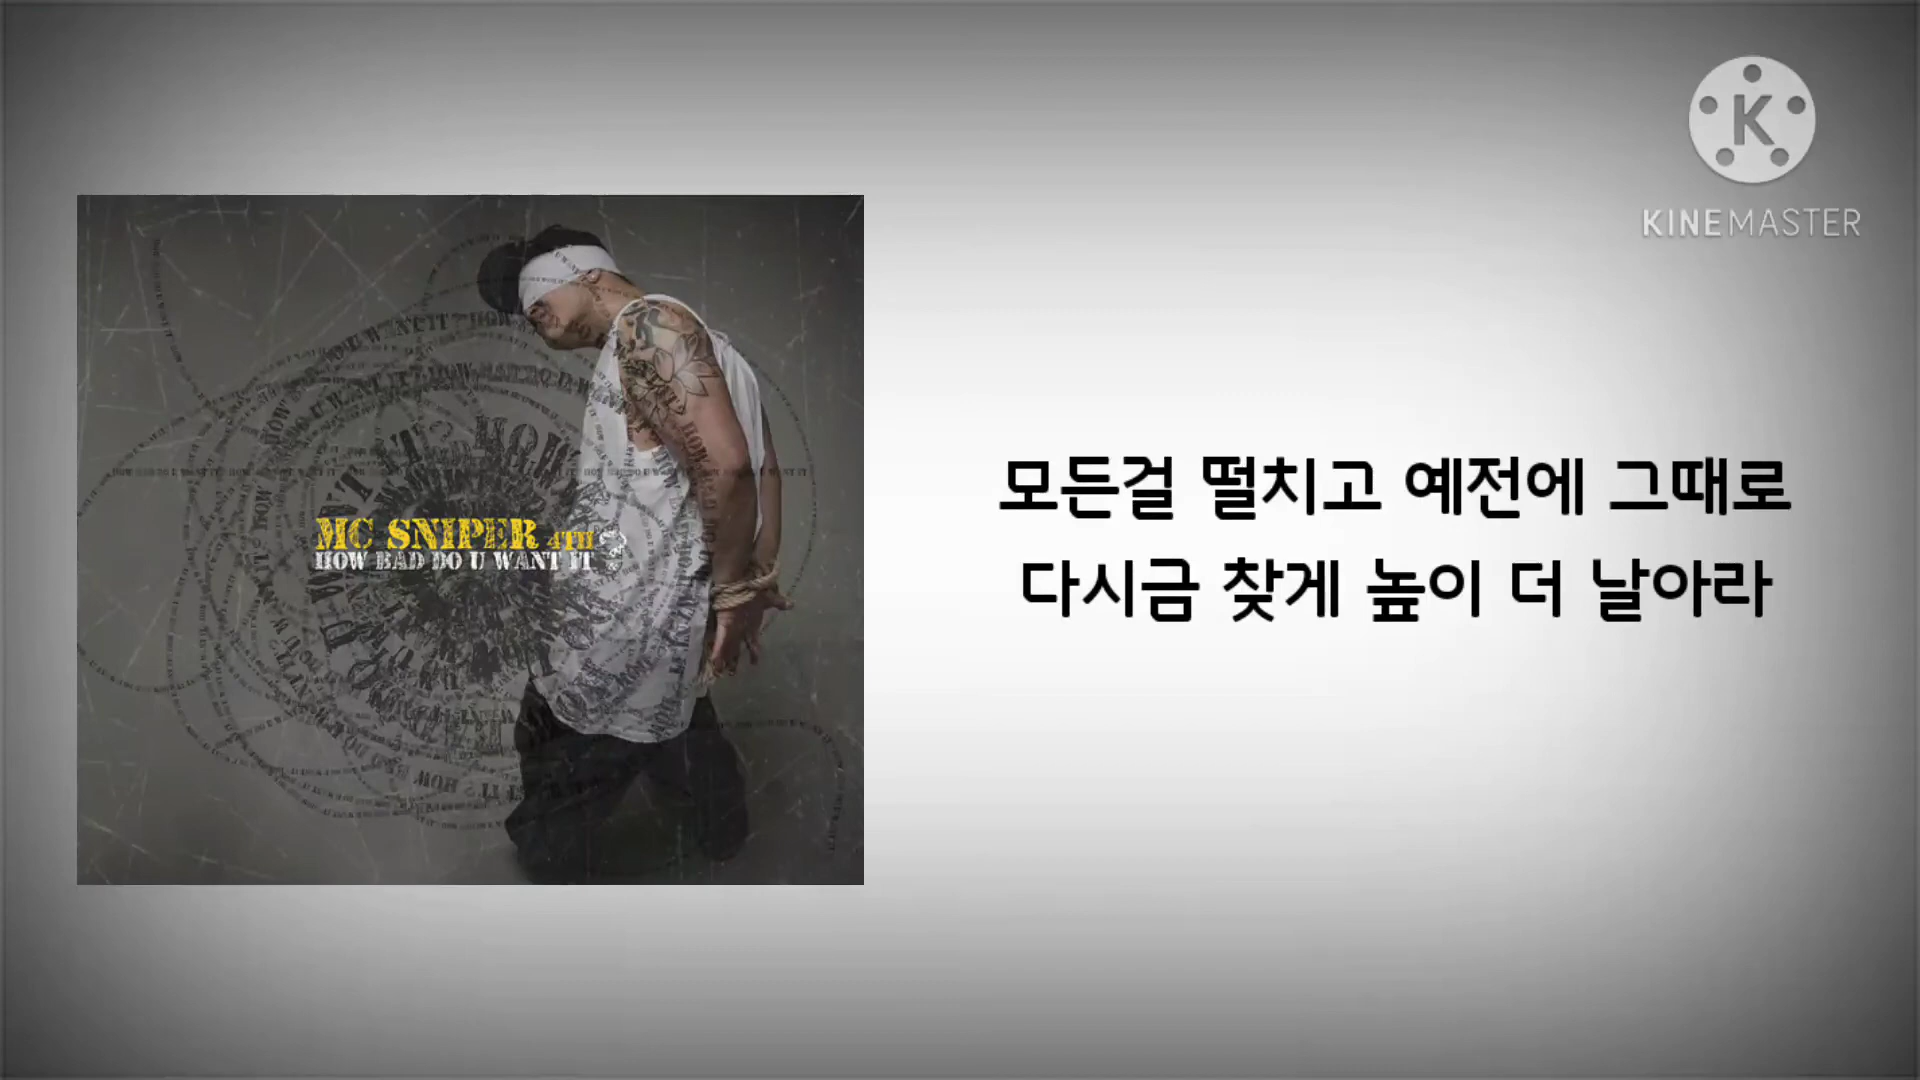 KINEMASTER
MC SNIPER 4TH
HOW BAD DO U WANT IT
모든걸 떨치고 예전에 그때로
다시금 찾게 높이 더 날아라